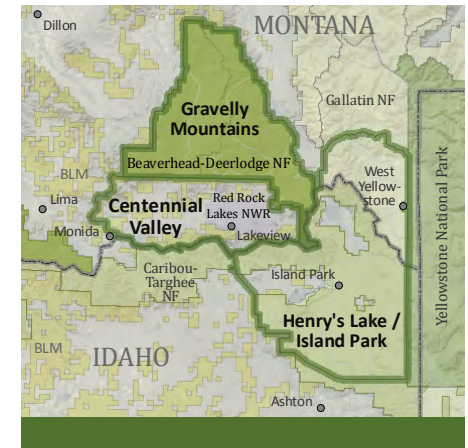 Dillon
MONTANA
Gallatin NF
Gravelly
Mountains
Beaverhead-Deerlodge NF
BLM
West
Yellow-
stone
Yellowstone National Park
Lima
Centennial
Valley
Red Rock
Lakes NWR
Monida
Lakeview
Caribou-
Targhee
NF
Island Park
Henry's Lake /
Island Park
BLM
IDAHO
Ashton